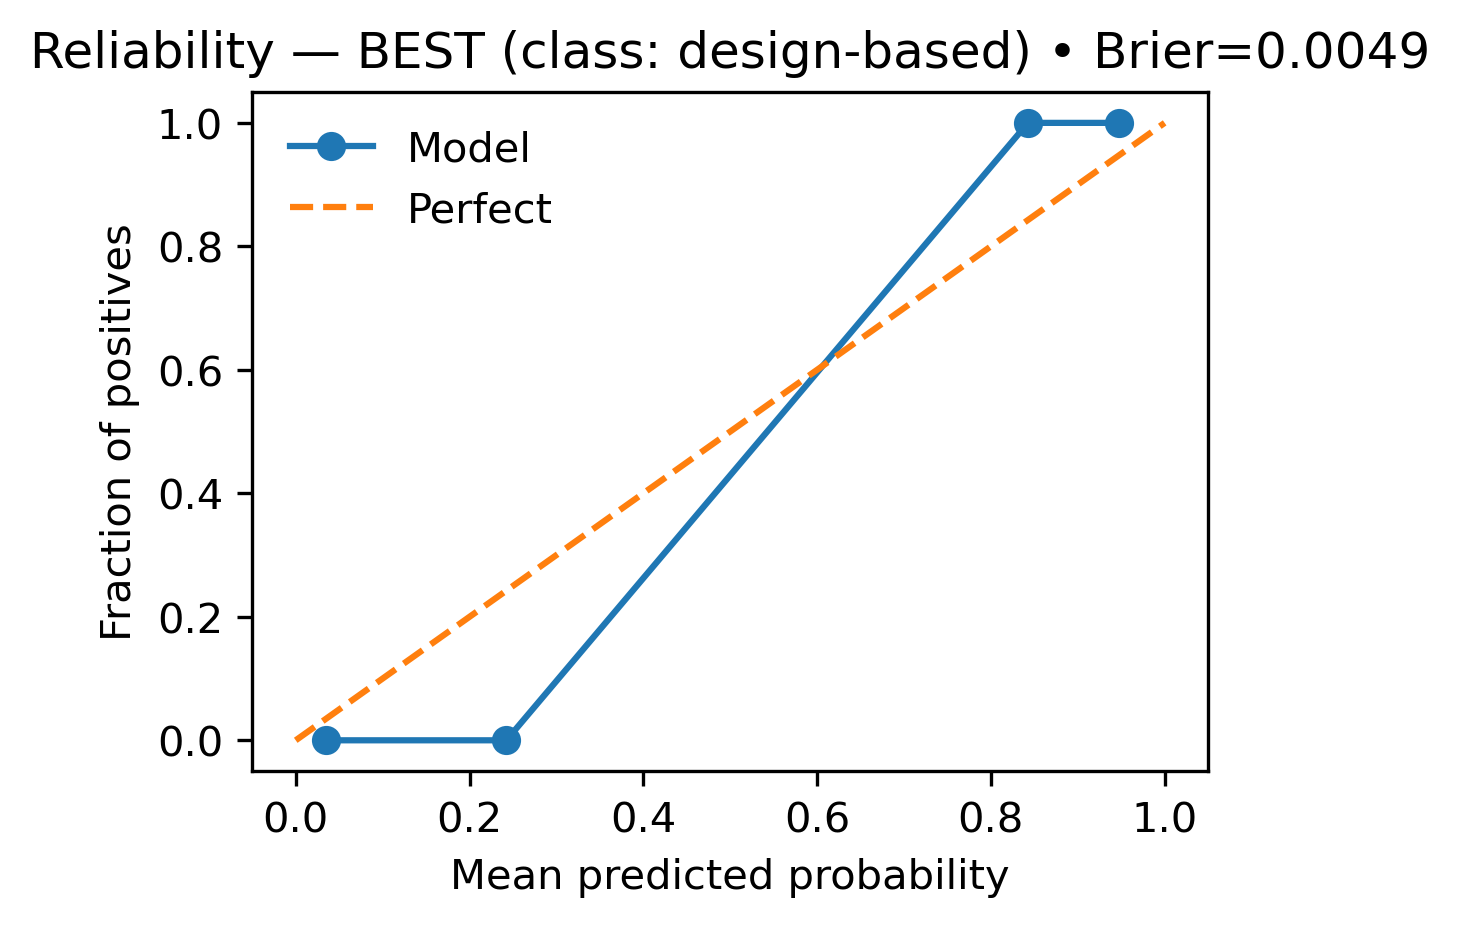 Reliability — BEST (class: design-based) • Brier=0.0049
1.0
0.8
0.6
0.4
0.2
0.0
Fraction of positives
Model
Perfect
0.0 0.2 0.4 0.6 0.8 1.0
Mean predicted probability